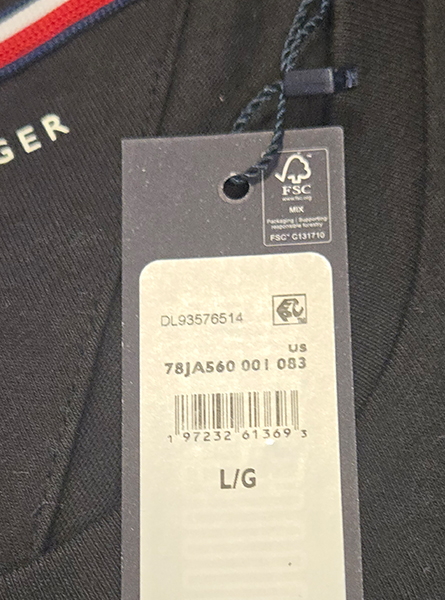 GER
FSC
www.fsc.org
MIX
Packaging | Supporting
responsible forestry
FSC® C131710
DL93576514
US
78JA560 001 083
1 97232 61369 3
L/G